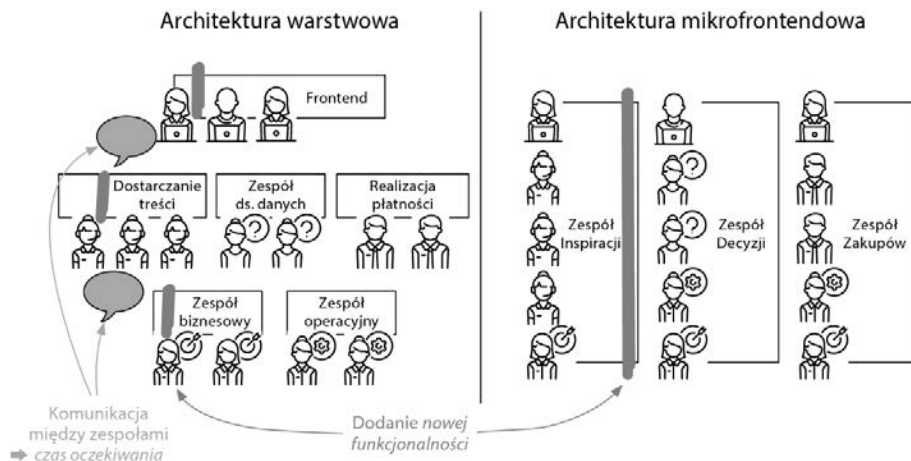 Architektura warstwowa
Architektura mikrofrontendowa
Frontend
Dostarczanie
treści
Zespół
ds. danych
Realizacja
płatności
Zespół
biznesowy
Zespół
operacyjny
Zespół
Inspiracji
Zespół
Decyzji
Zespół
Zakupów
Komunikacja
między zespołami
➡ czas oczekiwania
Dodanie nowej
funkcjonalności